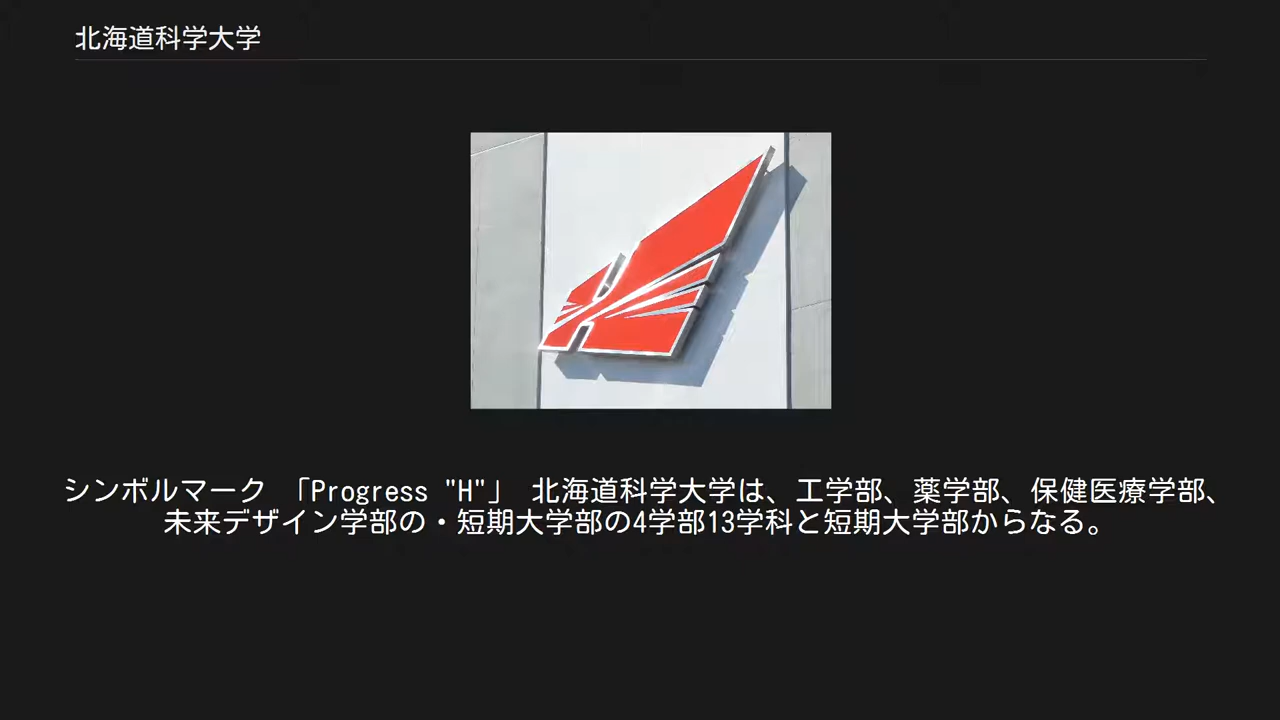 北海道科学大学
シンボルマーク 「Progress "H"」 北海道科学大学は、工学部、薬学部、保健医療学部、
未来デザイン学部の・短期大学部の4学部13学科と短期大学部からなる。